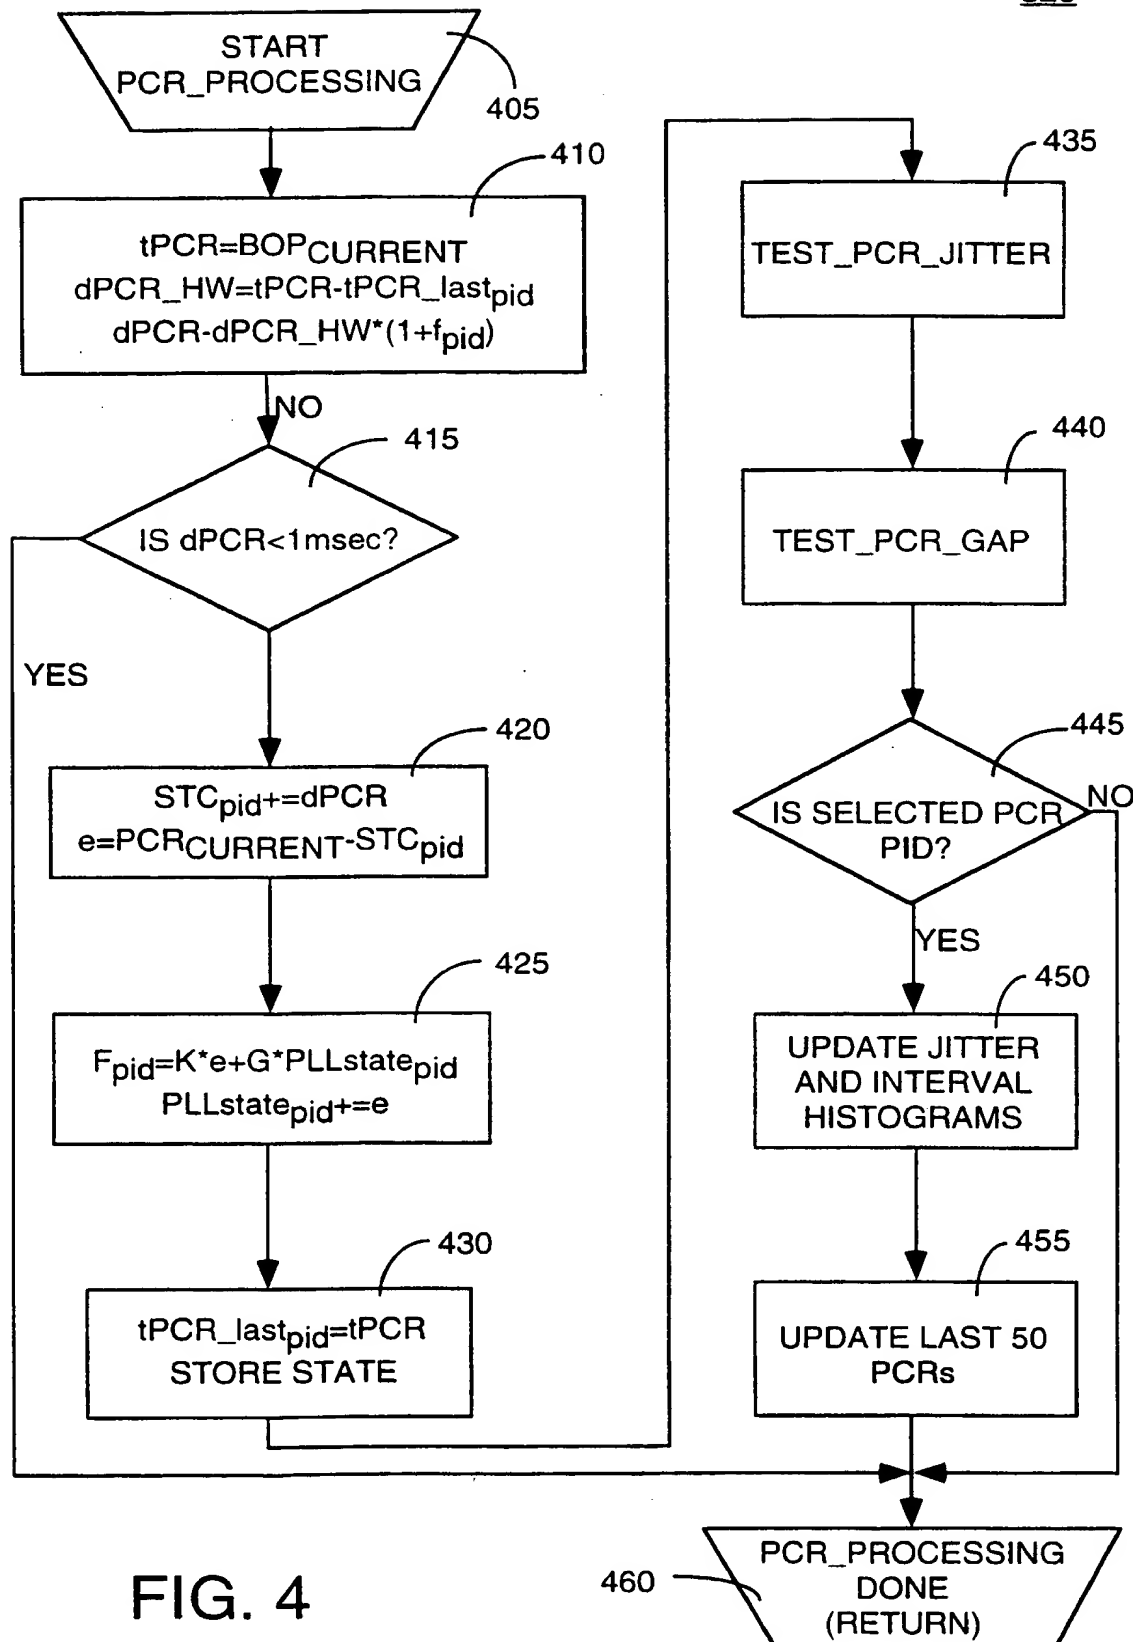 START
PCR_PROCESSING
405
410
tPCR=BOPCURRENT
dPCR_HW=tPCR-tPCR_lastpid
dPCR-dPCR_HW*(1+fpid)
NO
415
IS dPCR<1msec?
YES
420
STCpid+=dPCR
e=PCRCURRENT-STCpid
425
Fpid=K*e+G*PLLstatepid
PLLstatepid+=e
430
tPCR_lastpid=tPCR
STORE STATE
435
TEST_PCR_JITTER
440
TEST_PCR_GAP
445
IS SELECTED PCR
PID?
NO
YES
450
UPDATE JITTER
AND INTERVAL
HISTOGRAMS
455
UPDATE LAST 50
PCRs
460
PCR_PROCESSING
DONE
(RETURN)
FIG. 4